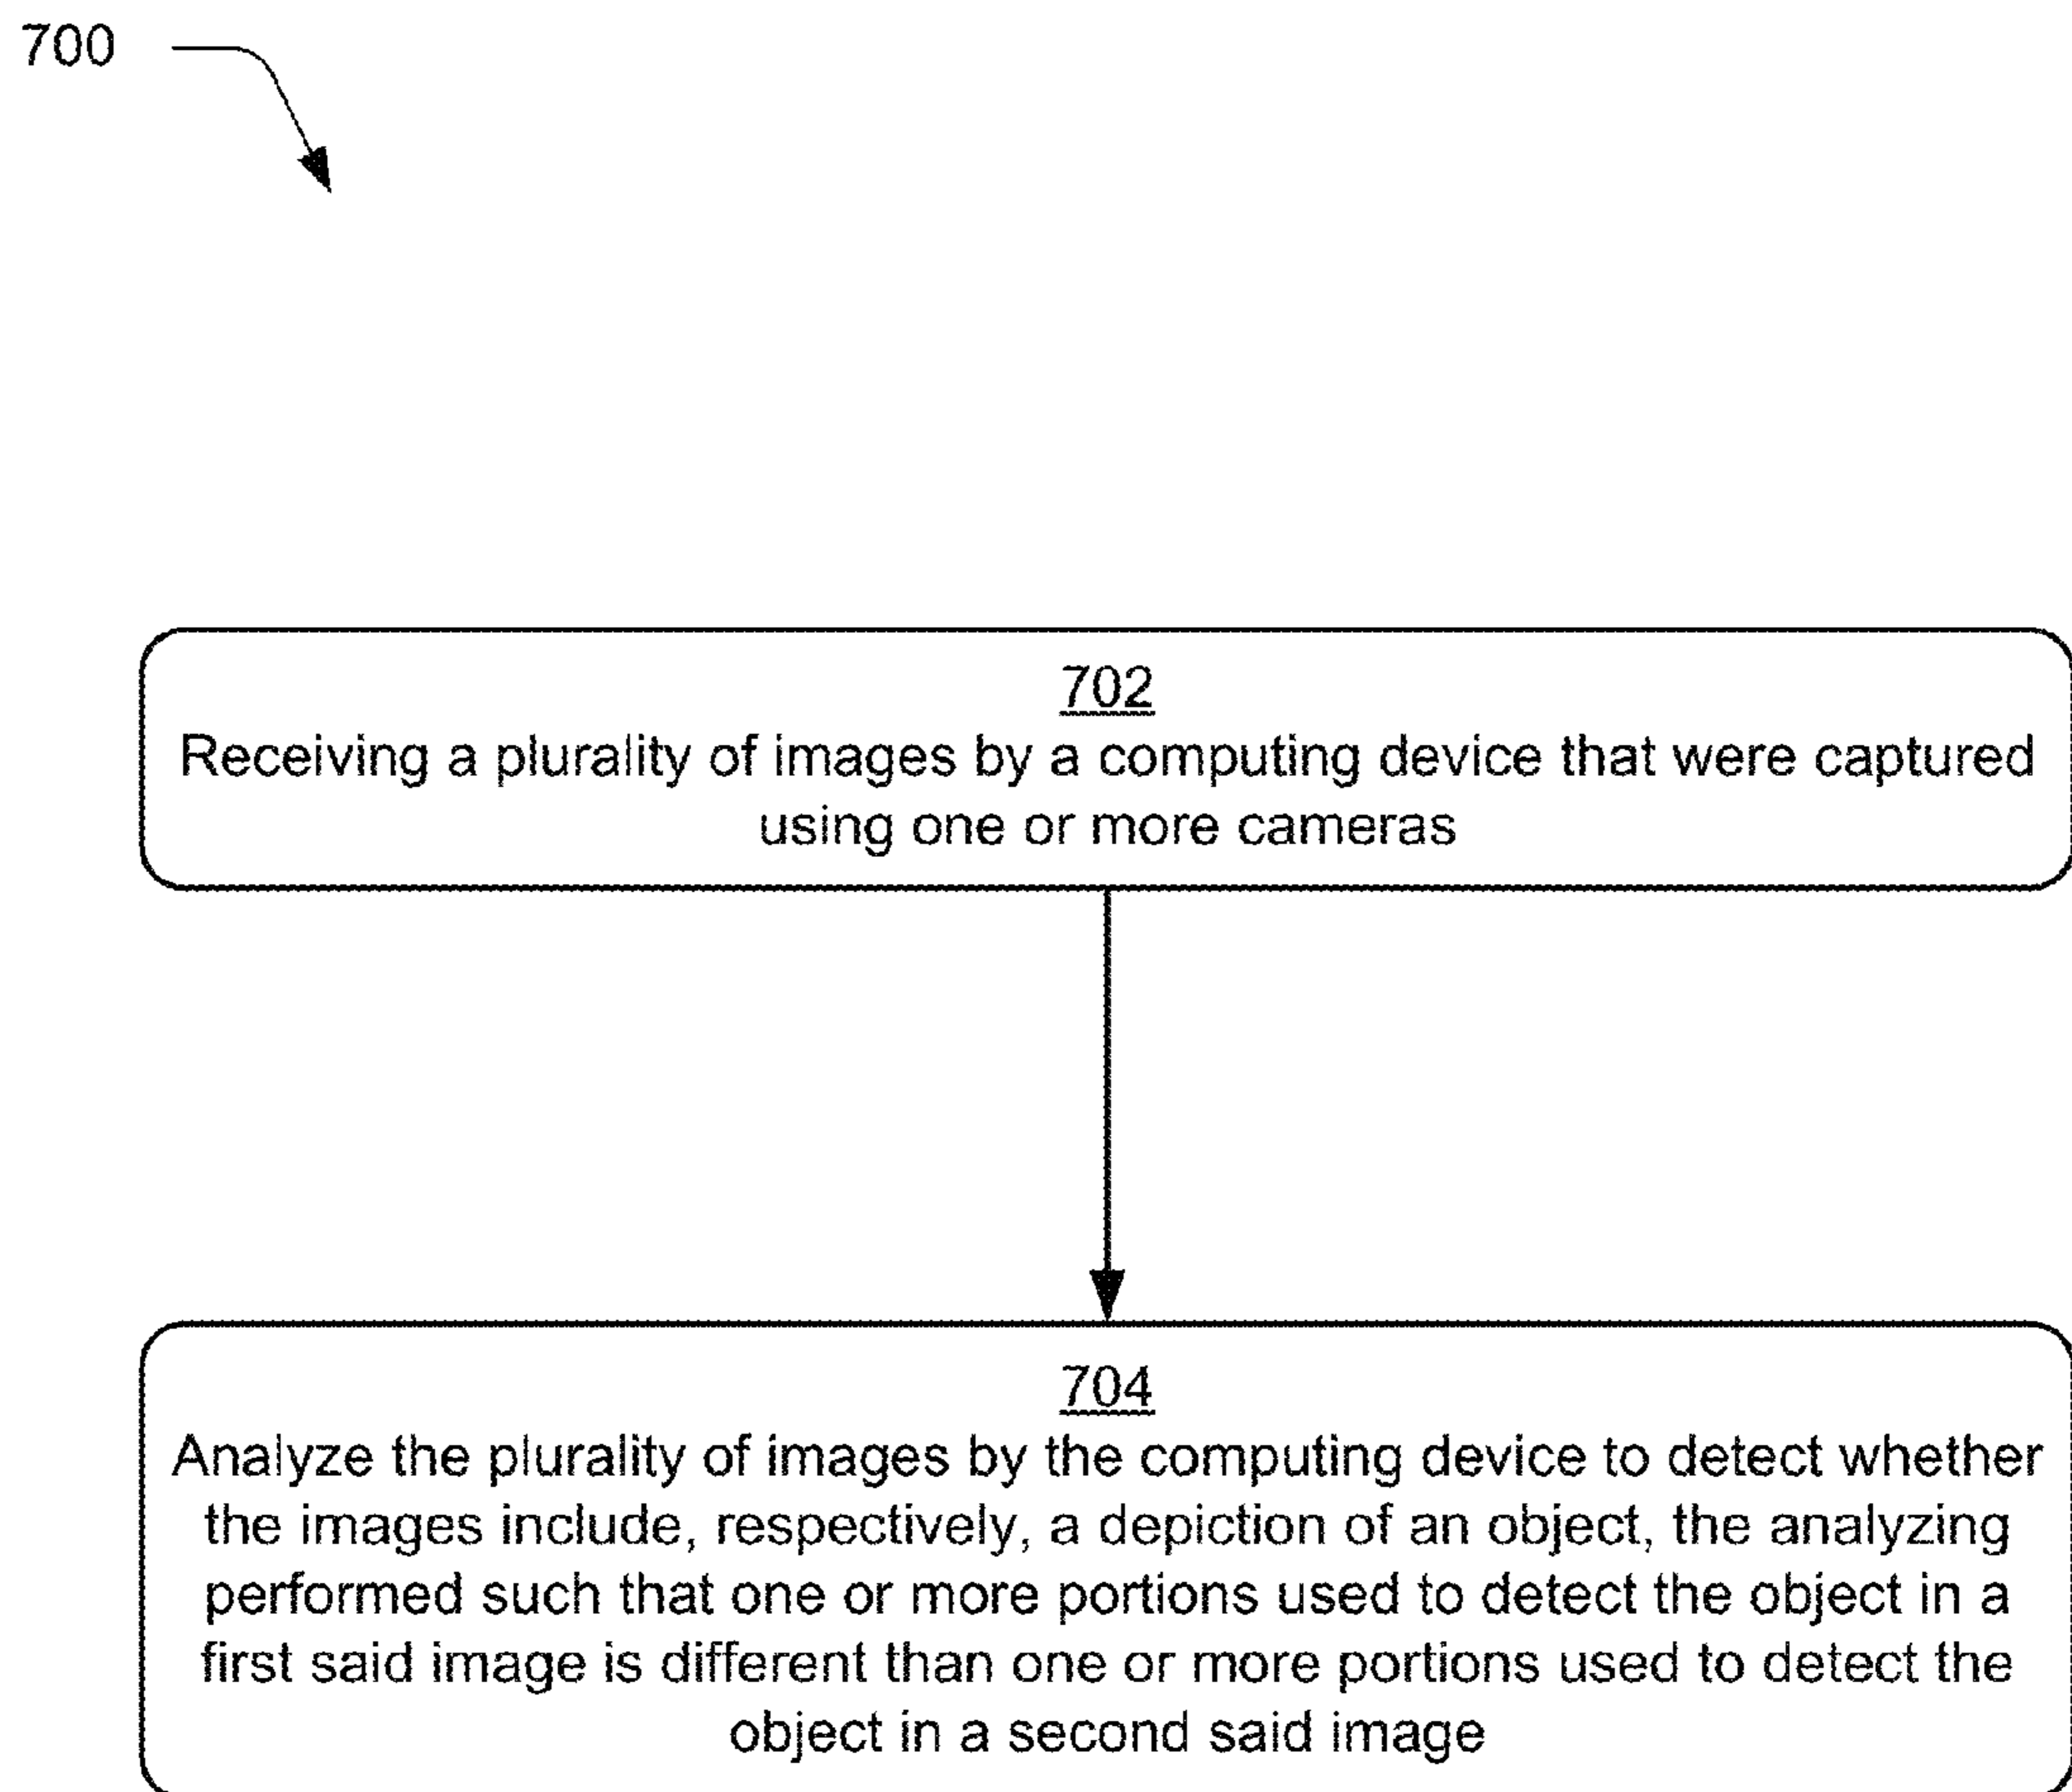 700
702
Receiving a plurality of images by a computing device that were captured
using one or more cameras
704
Analyze the plurality of images by the computing device to detect whether
the images include, respectively, a depiction of an object, the analyzing
performed such that one or more portions used to detect the object in a
first said image is different than one or more portions used to detect the
object in a second said image